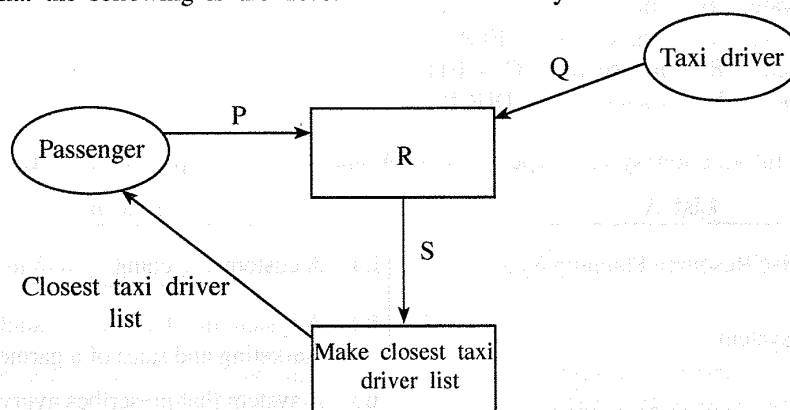 Q
Taxi driver
P
Passenger
R
S
Closest taxi driver
list
Make closest taxi
driver list